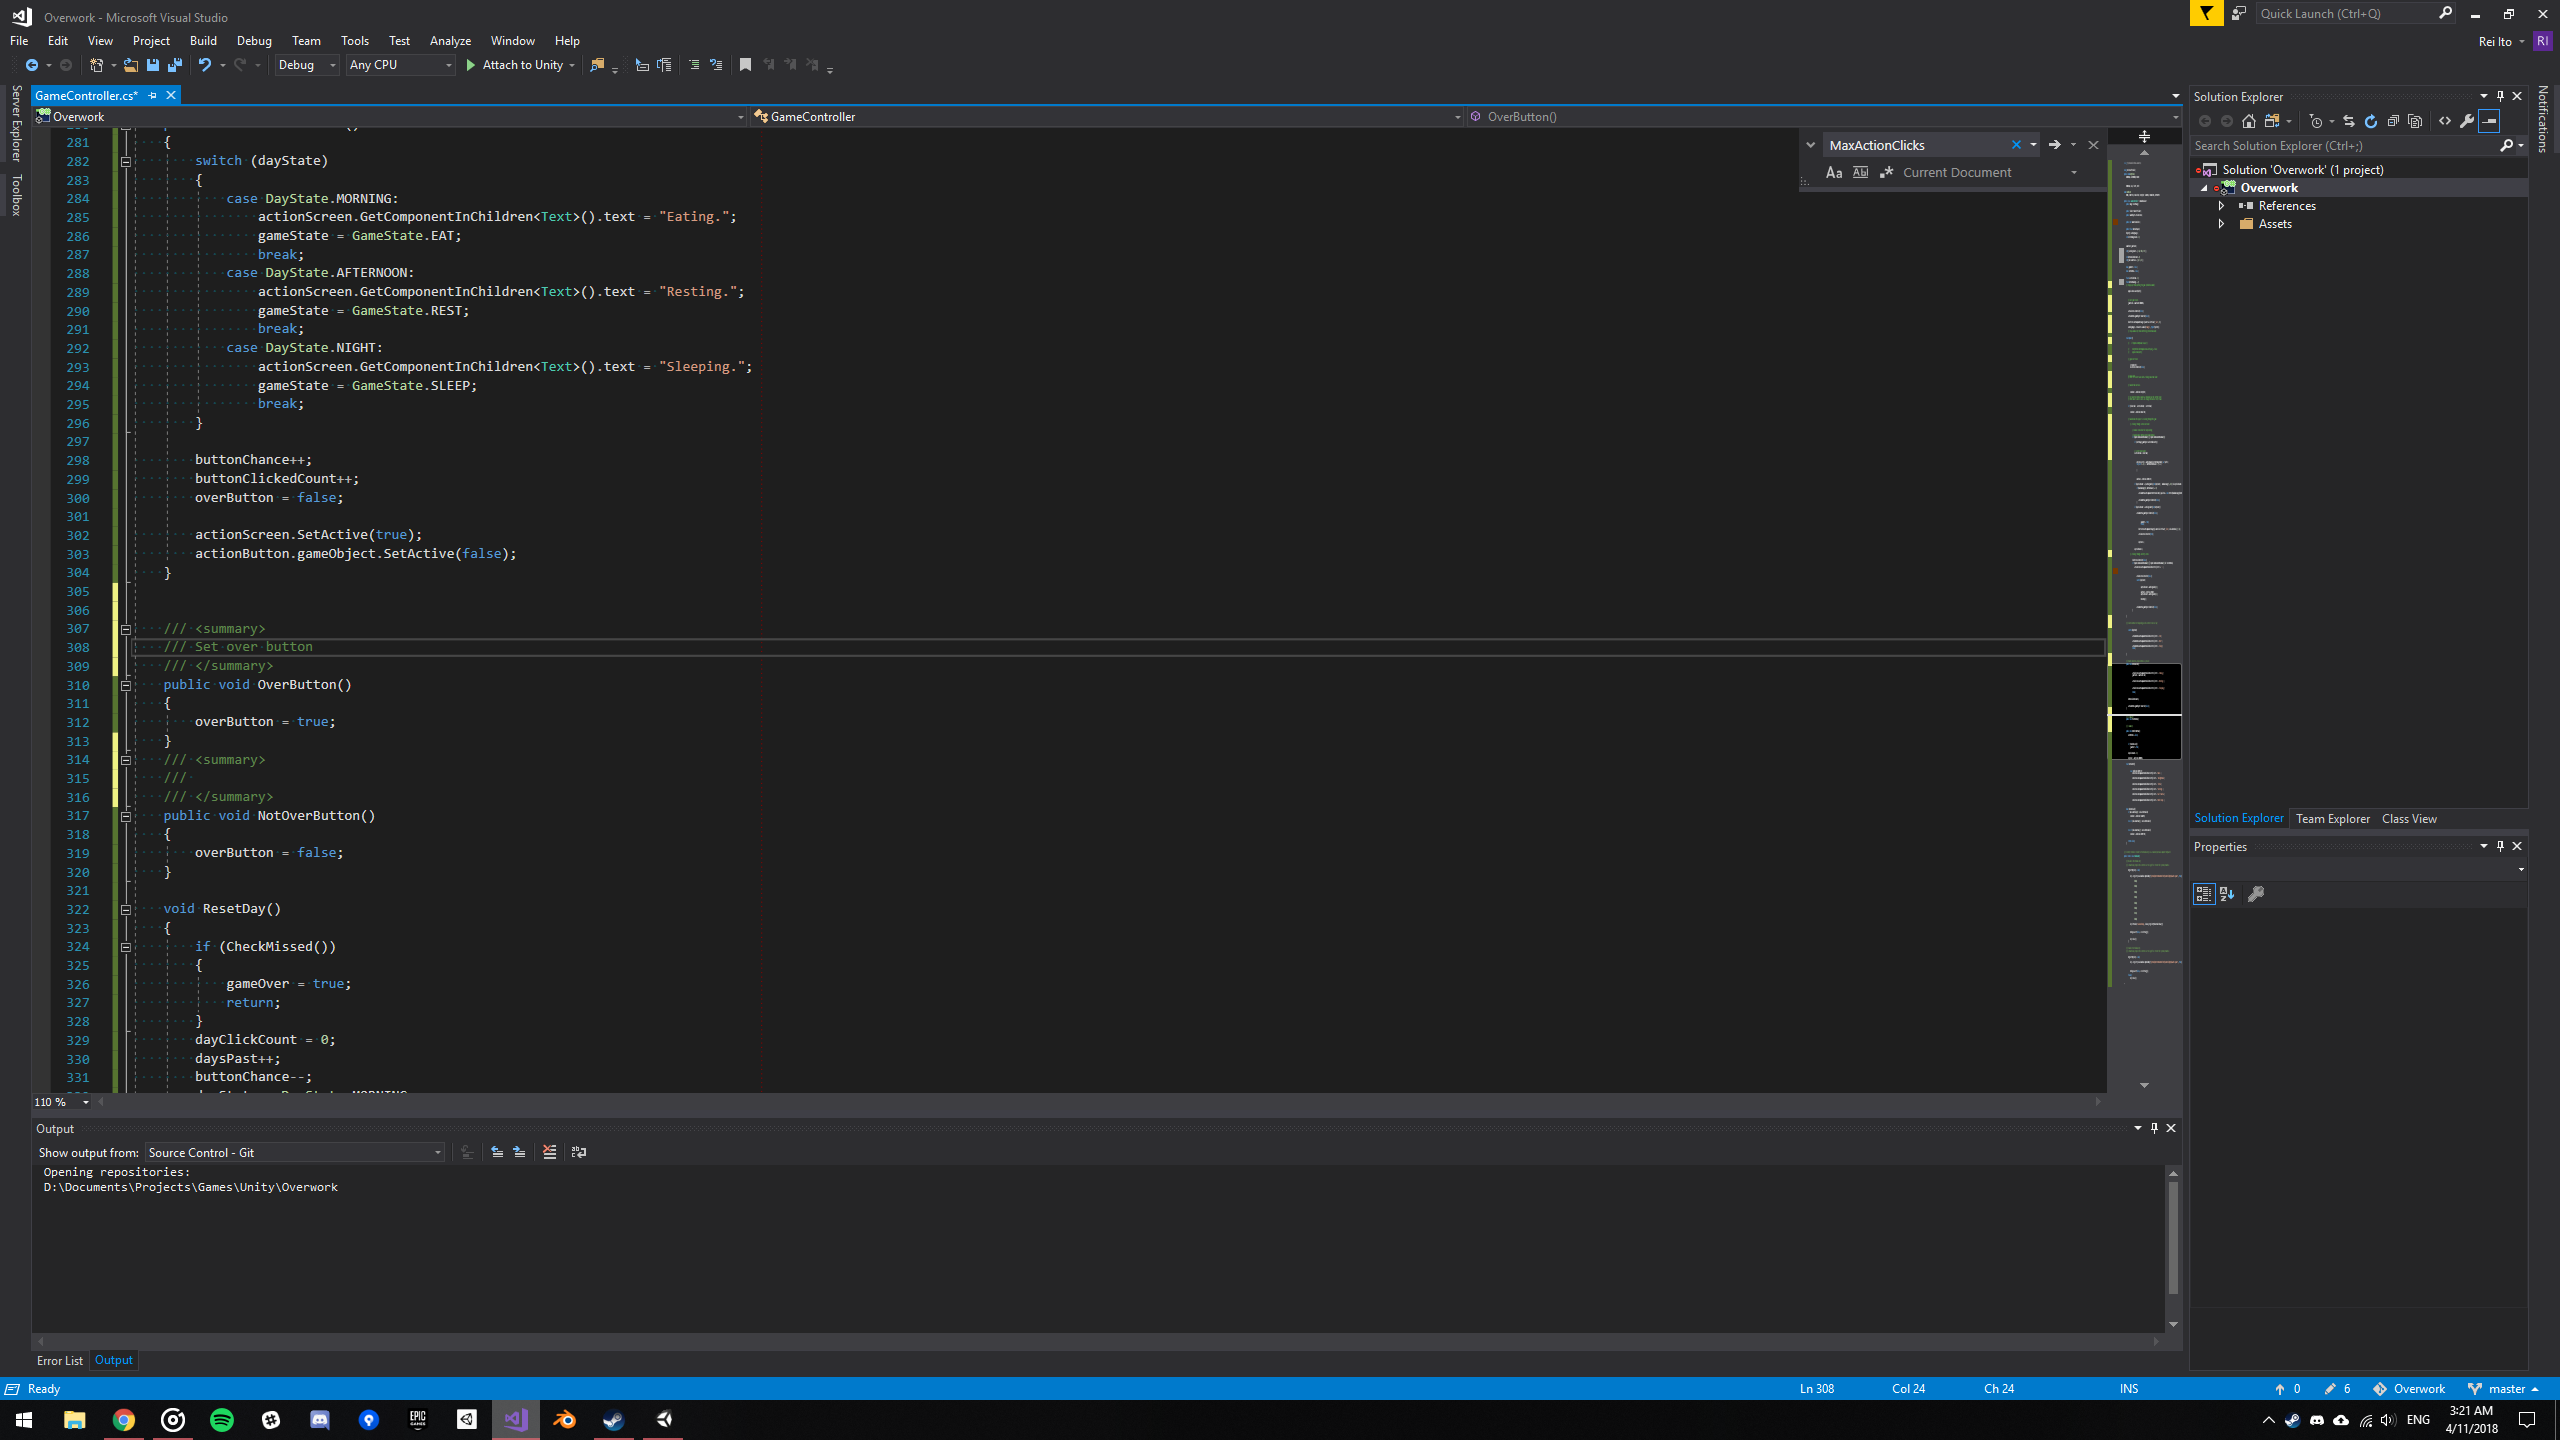 Overwork - Microsoft Visual Studio
Quick Launch (Ctrl+Q)
File Edit View Project Build Debug Team Tools Test Analyze Window Help
Rei Ito RI
Debug Any CPU Attach to Unity
Server Explorer
Toolbox
Notifications
GameController.cs*
Overwork GameController OverButton()
MaxActionClicks
Aa Abl .* Current Document
281 {
282 switch (dayState)
283 {
284 case DayState.MORNING:
285 actionScreen.GetComponentInChildren<Text>().text = "Eating.";
286 gameState = GameState.EAT;
287 break;
288 case DayState.AFTERNOON:
289 actionScreen.GetComponentInChildren<Text>().text = "Resting.";
290 gameState = GameState.REST;
291 break;
292 case DayState.NIGHT:
293 actionScreen.GetComponentInChildren<Text>().text = "Sleeping.";
294 gameState = GameState.SLEEP;
295 break;
296 }
297
298 buttonChance++;
299 buttonClickedCount++;
300 overButton = false;
301
302 actionScreen.SetActive(true);
303 actionButton.gameObject.SetActive(false);
304 }
305
306
307 /// <summary>
308 /// Set over button
309 /// </summary>
310 public void OverButton()
311 {
312 overButton = true;
313 }
314 /// <summary>
315 ///
316 /// </summary>
317 public void NotOverButton()
318 {
319 overButton = false;
320 }
321
322 void ResetDay()
323 {
324 if (CheckMissed())
325 {
326 gameOver = true;
327 return;
328 }
329 dayClickCount = 0;
330 daysPast++;
331 buttonChance--;
110 %
Solution Explorer
Search Solution Explorer (Ctrl+;)
Solution 'Overwork' (1 project)
Overwork
References
Assets
Solution Explorer Team Explorer Class View
Properties
Output
Show output from: Source Control - Git
Opening repositories:
D:\Documents\Projects\Games\Unity\Overwork
Error List Output
Ready Ln 308 Col 24 Ch 24 INS 0 6 Overwork master
EPIC GAMES
ENG
3:21 AM
4/11/2018